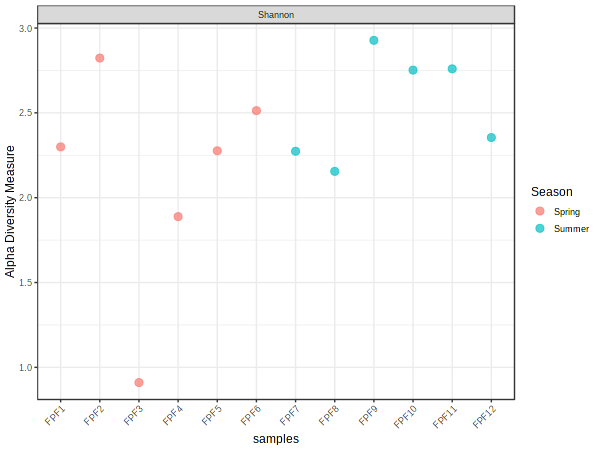 Shannon
3.0
2.5
2.0
1.5
1.0
Alpha Diversity Measure
FPF1
FPF2
FPF3
FPF4
FPF5
FPF6
FPF7
FPF8
FPF9
FPF10
FPF11
FPF12
samples
Season
Spring
Summer